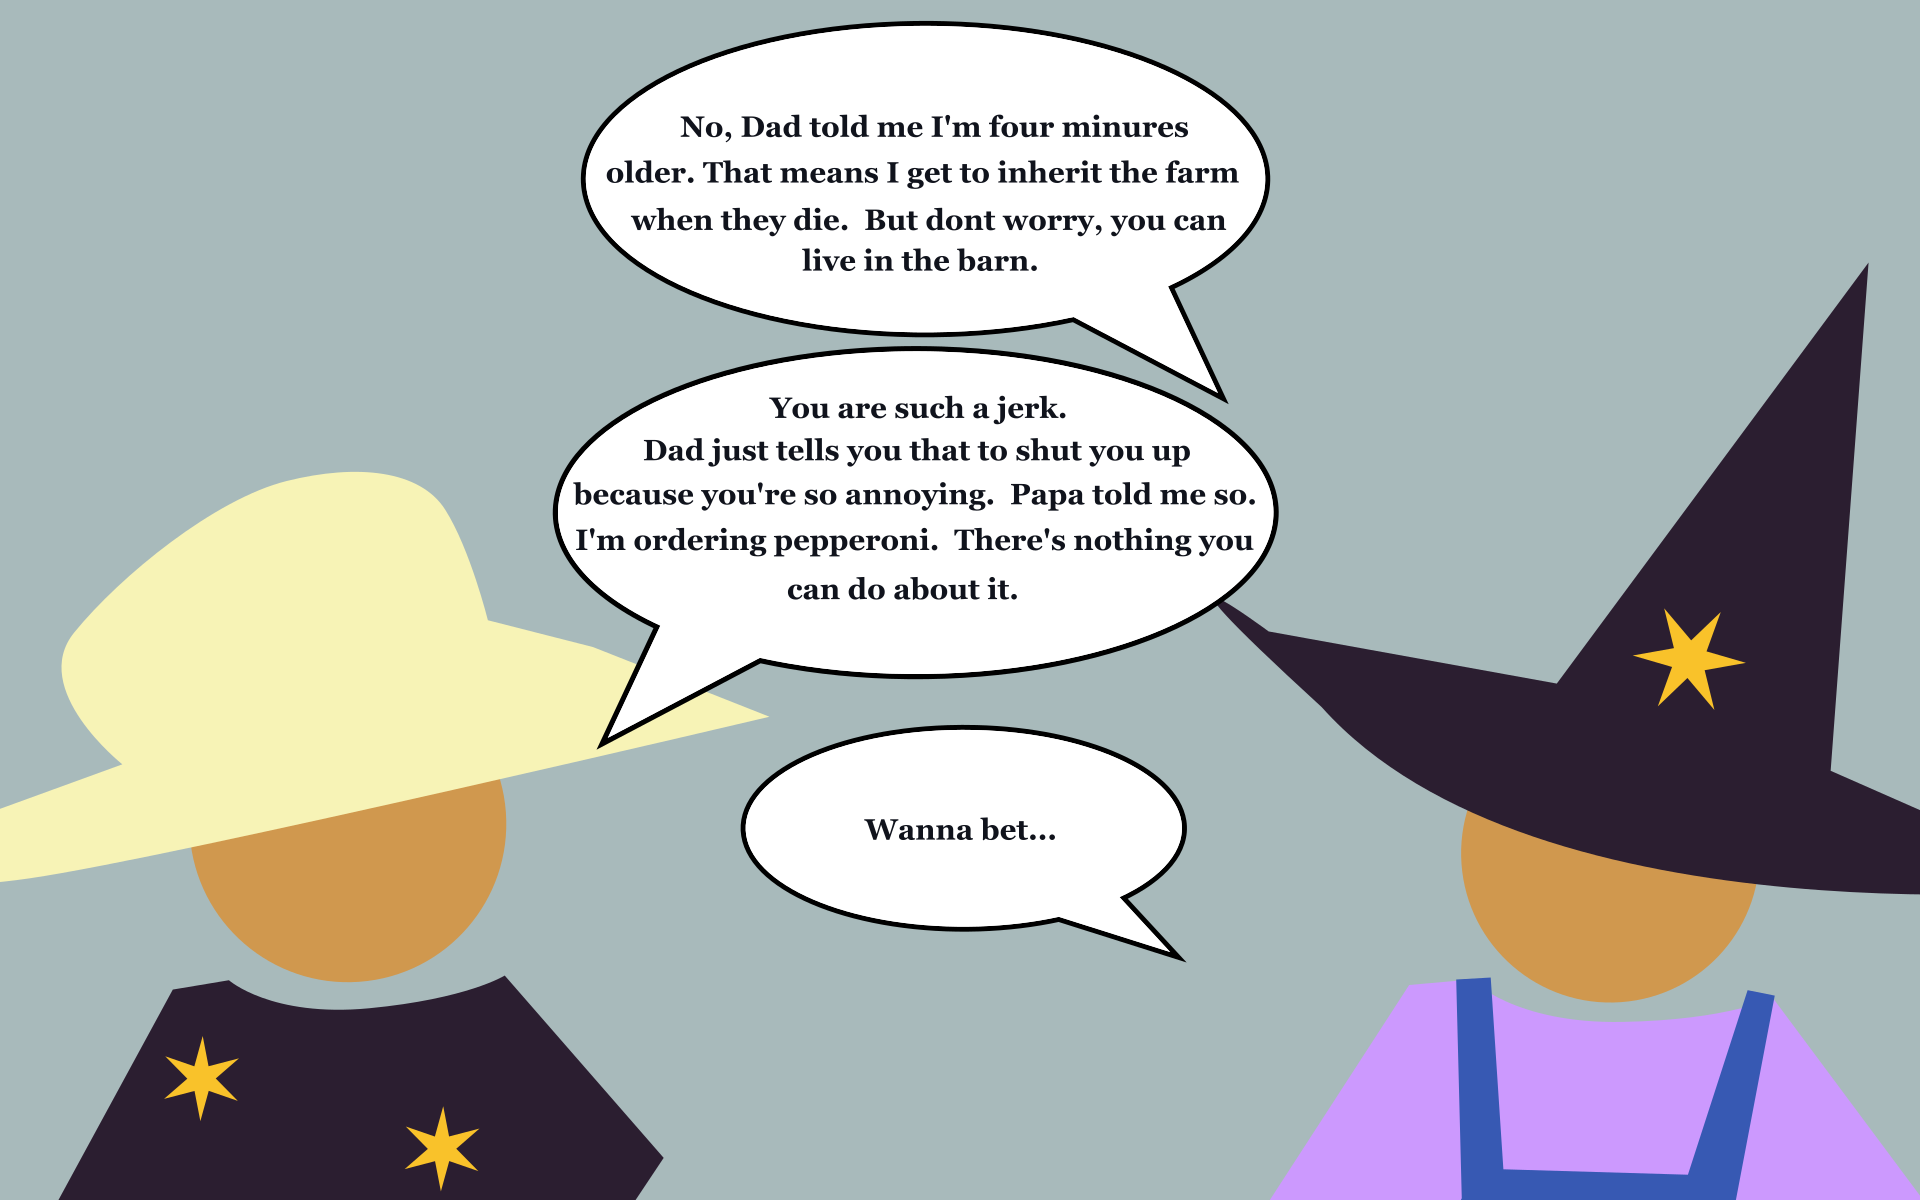 No, Dad told me I'm four minures
older. That means I get to inherit the farm
when they die.  But dont worry, you can
live in the barn.
You are such a jerk.
Dad just tells you that to shut you up
because you're so annoying.  Papa told me so.
I'm ordering pepperoni.  There's nothing you
can do about it.
Wanna bet...